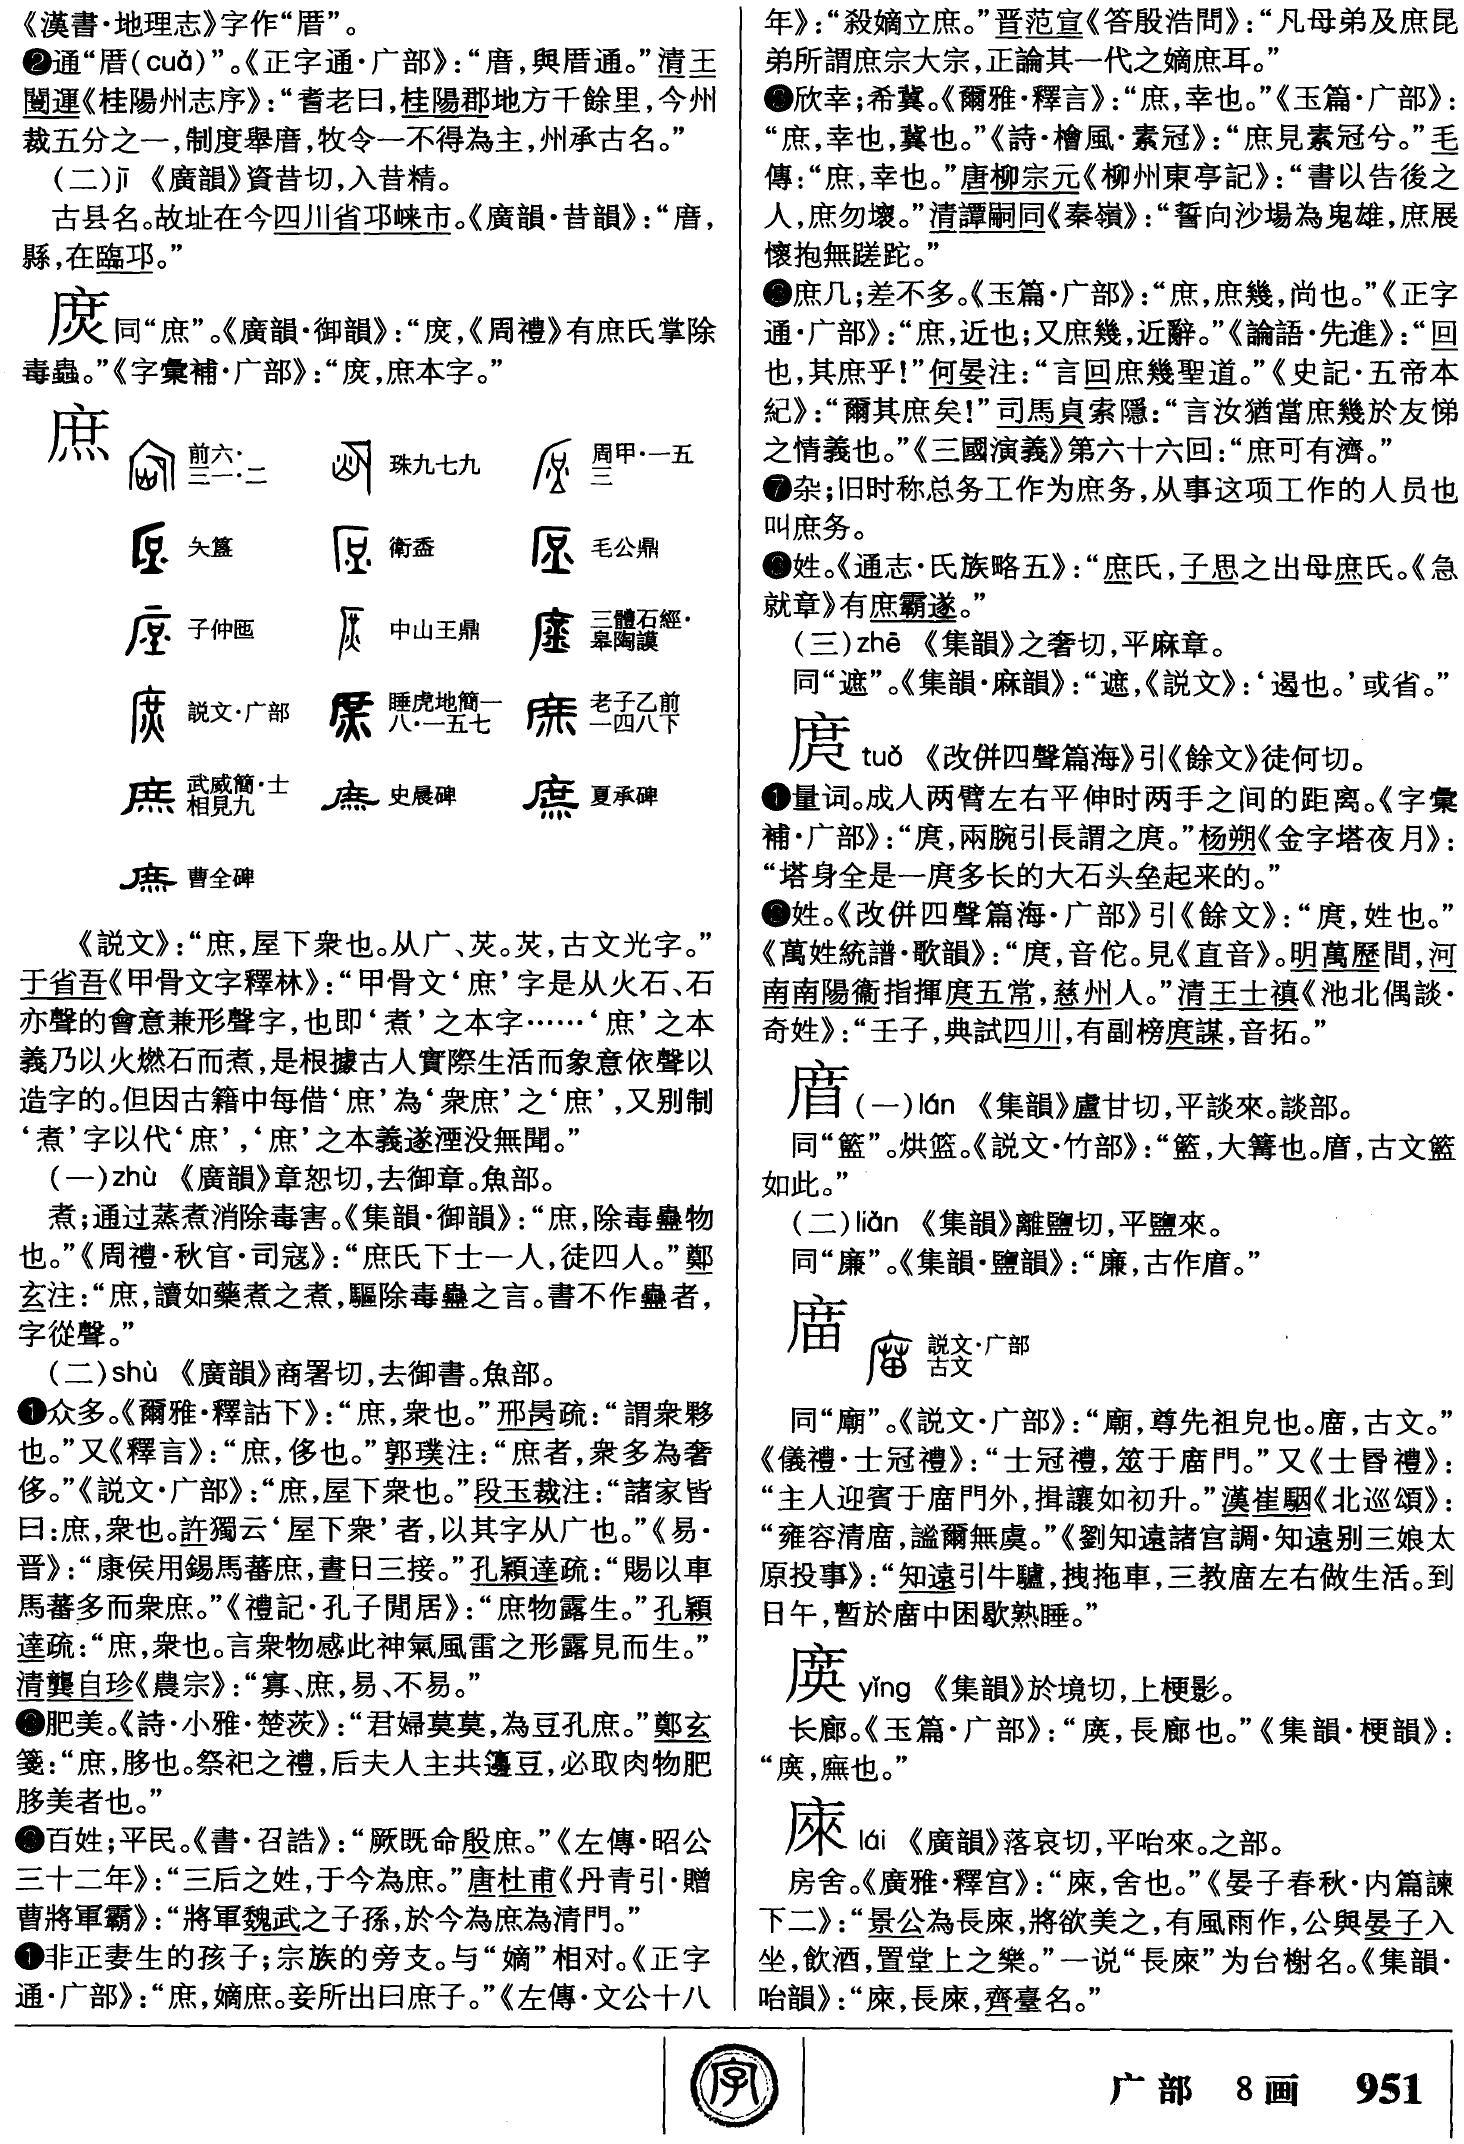 《漢書·地理志》字作“厝”。
❷通“厝(cuò)”。《正字通·广部》：“庴，與厝通。”清王
闓運《桂陽州志序》：“耆老曰，桂陽郡地方千餘里，今州
裁五分之一，制度舉庴，牧令一不得為主，州承古名。”
(二)jī 《廣韻》資昔切，入昔精。
古县名。故址在今四川省邛崃市。《廣韻·昔韻》：“庴，
縣，在臨邛。”
庹同“庶”。《廣韻·御韻》：“㡯，《周禮》有庶氏掌除
毒蟲。”《字彙補·广部》：“㡯，庶本字。”
庶
前六· 珠九七九 周甲·一五
三一·二 三
夨簋 衛盉 毛公鼎
子仲匜 中山王鼎 三體石經·
皋陶謨
説文·广部 睡虎地簡一 老子乙前
八·一五七 一四八下
武威簡·士 史晨碑 夏承碑
相見九
曹全碑
《説文》：“庶，屋下衆也。从广、炗。炗，古文光字。”
于省吾《甲骨文字釋林》：“甲骨文‘庶’字是从火石、石
亦聲的會意兼形聲字，也即‘煮’之本字……‘庶’之本
義乃以火燃石而煮，是根據古人實際生活而象意依聲以
造字的。但因古籍中每借‘庶’為‘衆庶’之‘庶’，又别制
‘煮’字以代‘庶’，‘庶’之本義遂湮没無聞。”
(一)zhù 《廣韻》章恕切，去御章。魚部。
煮；通过蒸煮消除毒害。《集韻·御韻》：“庶，除毒蠱物
也。”《周禮·秋官·司寇》：“庶氏下士一人，徒四人。”鄭
玄注：“庶，讀如藥煮之煮，驅除毒蠱之言。書不作蠱者，
字從聲。”
(二)shù 《廣韻》商署切，去御書。魚部。
❶众多。《爾雅·釋詁下》：“庶，衆也。”邢昺疏：“謂衆夥
也。”又《釋言》：“庶，侈也。”郭璞注：“庶者，衆多為奢
侈。”《説文·广部》：“庶，屋下衆也。”段玉裁注：“諸家皆
曰：庶，衆也。許獨云‘屋下衆’者，以其字从广也。”《易·
晋》：“康侯用錫馬蕃庶，晝日三接。”孔穎達疏：“賜以車
馬蕃多而衆庶。”《禮記·孔子閒居》：“庶物露生。”孔穎
達疏：“庶，衆也。言衆物感此神氣風雷之形露見而生。”
清龔自珍《農宗》：“寡、庶，易、不易。”
❷肥美。《詩·小雅·楚茨》：“君婦莫莫，為豆孔庶。”鄭玄
箋：“庶，䏧也。祭祀之禮，后夫人主共籩豆，必取肉物肥
䏧美者也。”
❸百姓；平民。《書·召誥》：“厥既命殷庶。”《左傳·昭公
三十二年》：“三后之姓，于今為庶。”唐杜甫《丹青引·贈
曹將軍霸》：“將軍魏武之子孫，於今為庶為清門。”
❹非正妻生的孩子；宗族的旁支。与“嫡”相对。《正字
通·广部》：“庶，嫡庶。妾所出曰庶子。”《左傳·文公十八
年》：“殺嫡立庶。”晋范宣《答殷浩問》：“凡母弟及庶昆
弟所謂庶宗大宗，正論其一代之嫡庶耳。”
❺欣幸；希冀。《爾雅·釋言》：“庶，幸也。”《玉篇·广部》：
“庶，幸也，冀也。”《詩·檜風·素冠》：“庶見素冠兮。”毛
傳：“庶，幸也。”唐柳宗元《柳州東亭記》：“書以告後之
人，庶勿壞。”清譚嗣同《秦嶺》：“誓向沙場為鬼雄，庶展
懷抱無蹉跎。”
❻庶几；差不多。《玉篇·广部》：“庶，庶幾，尚也。”《正字
通·广部》：“庶，近也；又庶幾，近辭。”《論語·先進》：“回
也，其庶乎！”何晏注：“言回庶幾聖道。”《史記·五帝本
紀》：“爾其庶矣！”司馬貞索隱：“言汝猶當庶幾於友悌
之情義也。”《三國演義》第六十六回：“庶可有濟。”
❼杂；旧时称总务工作为庶务，从事这项工作的人员也
叫庶务。
❽姓。《通志·氏族略五》：“庶氏，子思之出母庶氏。《急
就章》有庶霸遂。”
(三)zhē 《集韻》之奢切，平麻章。
同“遮”。《集韻·麻韻》：“遮，《説文》：‘遏也。’或省。”
庹 tuǒ 《改併四聲篇海》引《餘文》徒何切。
❶量词。成人两臂左右平伸时两手之间的距离。《字彙
補·广部》：“庹，兩腕引長謂之庹。”杨朔《金字塔夜月》：
“塔身全是一庹多长的大石头垒起来的。”
❷姓。《改併四聲篇海·广部》引《餘文》：“庹，姓也。”
《萬姓統譜·歌韻》：“庹，音佗。見《直音》。明萬歷間，河
南南陽衞指揮庹五常，慈州人。”清王士禛《池北偶談·
奇姓》：“壬子，典試四川，有副榜庹謀，音拓。”
㾗(一)lán 《集韻》盧甘切，平談來。談部。
同“籃”。烘篮。《説文·竹部》：“籃，大篝也。，古文籃
如此。”
(二)lián 《集韻》離鹽切，平鹽來。
同“廉”。《集韻·鹽韻》：“廉，古作。”
庿
説文·广部
古文
同“廟”。《説文·广部》：“廟，尊先祖皃也。庿，古文。”
《儀禮·士冠禮》：“士冠禮，筮于庿門。”又《士昏禮》：
“主人迎賓于庿門外，揖讓如初升。”漢崔駰《北巡頌》：
“雍容清庿，謐爾無虞。”《劉知遠諸宫調·知遠别三娘太
原投事》：“知遠引牛驢，拽拖車，三教庿左右做生活。到
日午，暫於庿中困歇熟睡。”
㢍 yǐng 《集韻》於境切，上梗影。
长廊。《玉篇·广部》：“㢍，長廊也。”《集韻·梗韻》：
“㢍，廡也。”
庲 lái 《廣韻》落哀切，平咍來。之部。
房舍。《廣雅·釋宫》：“庲，舍也。”《晏子春秋·内篇諫
下二》：“景公為長庲，將欲美之，有風雨作，公與晏子入
坐，飲酒，置堂上之樂。”一说“長庲”为台榭名。《集韻·
咍韻》：“庲，長庲，齊臺名。”
字
广部 8画 951